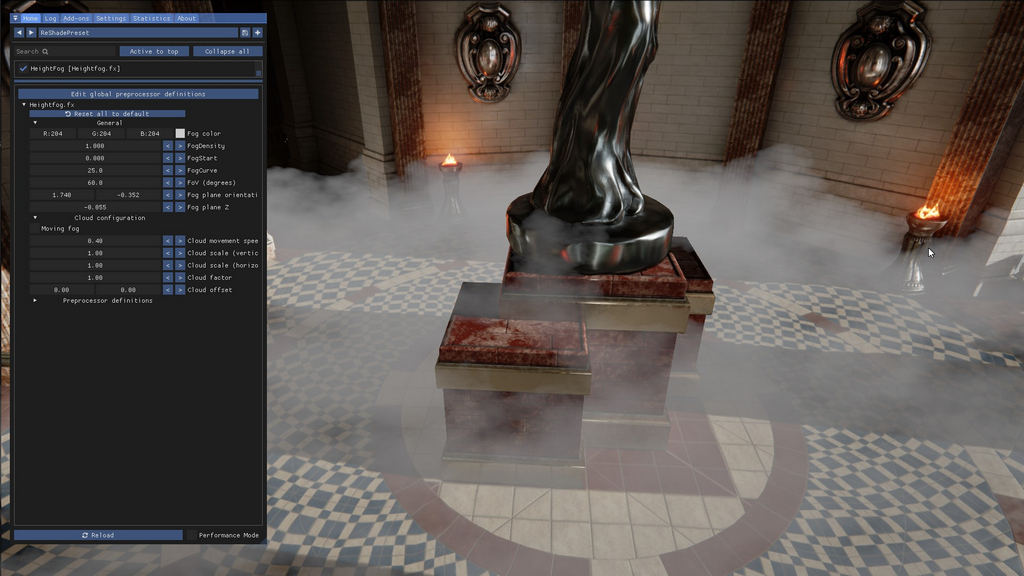 Home Log Add-ons Settings Statistics About
ReShadePreset
Search Active to top Collapse all
HeightFog [Heightfog.fx]
Edit global preprocessor definitions
Heightfog.fx
Reset all to default
General
R:204 G:204 B:204 Fog color
1.000 < > FogDensity
0.000 < > FogStart
25.0 < > FogCurve
60.0 < > FoV (degrees)
1.740 -0.352 < > Fog plane orientati
-0.055 < > Fog plane Z
Cloud configuration
Moving fog
0.40 < > Cloud movement spee
1.00 < > Cloud scale (vertic
1.00 < > Cloud scale (horizo
1.00 < > Cloud factor
0.00 0.00 < > Cloud offset
Preprocessor definitions
Reload Performance Mode